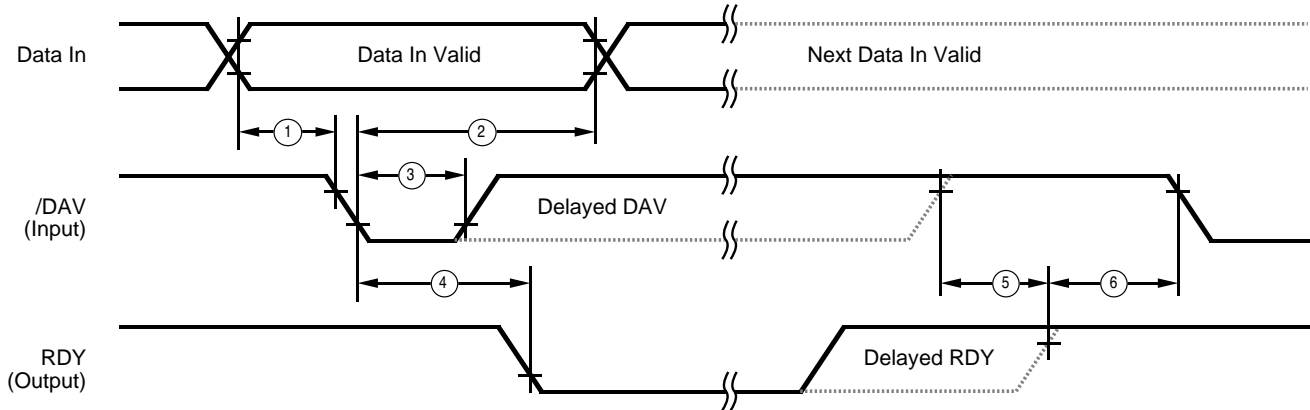 Data In
Data In Valid
Next Data In Valid
1
2
3
/DAV
(Input)
Delayed DAV
4
5
6
RDY
(Output)
Delayed RDY